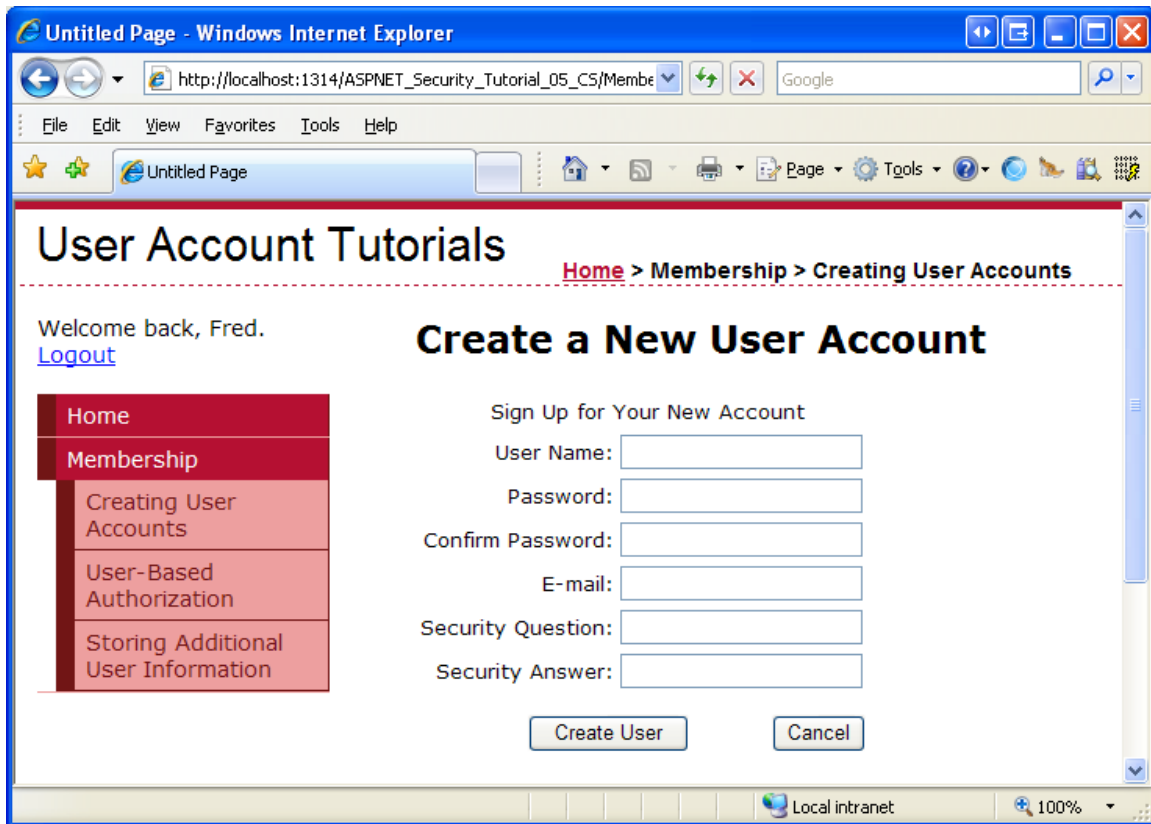 Untitled Page - Windows Internet Explorer
http://localhost:1314/ASPNET_Security_Tutorial_05_CS/Membe
Google
File Edit View Favorites Tools Help
Untitled Page
Page Tools
User Account Tutorials
Home > Membership > Creating User Accounts
Welcome back, Fred.
Logout
Home
Membership
Creating User
Accounts
User-Based
Authorization
Storing Additional
User Information
Create a New User Account
Sign Up for Your New Account
User Name:
Password:
Confirm Password:
E-mail:
Security Question:
Security Answer:
Create User Cancel
Local intranet 100%